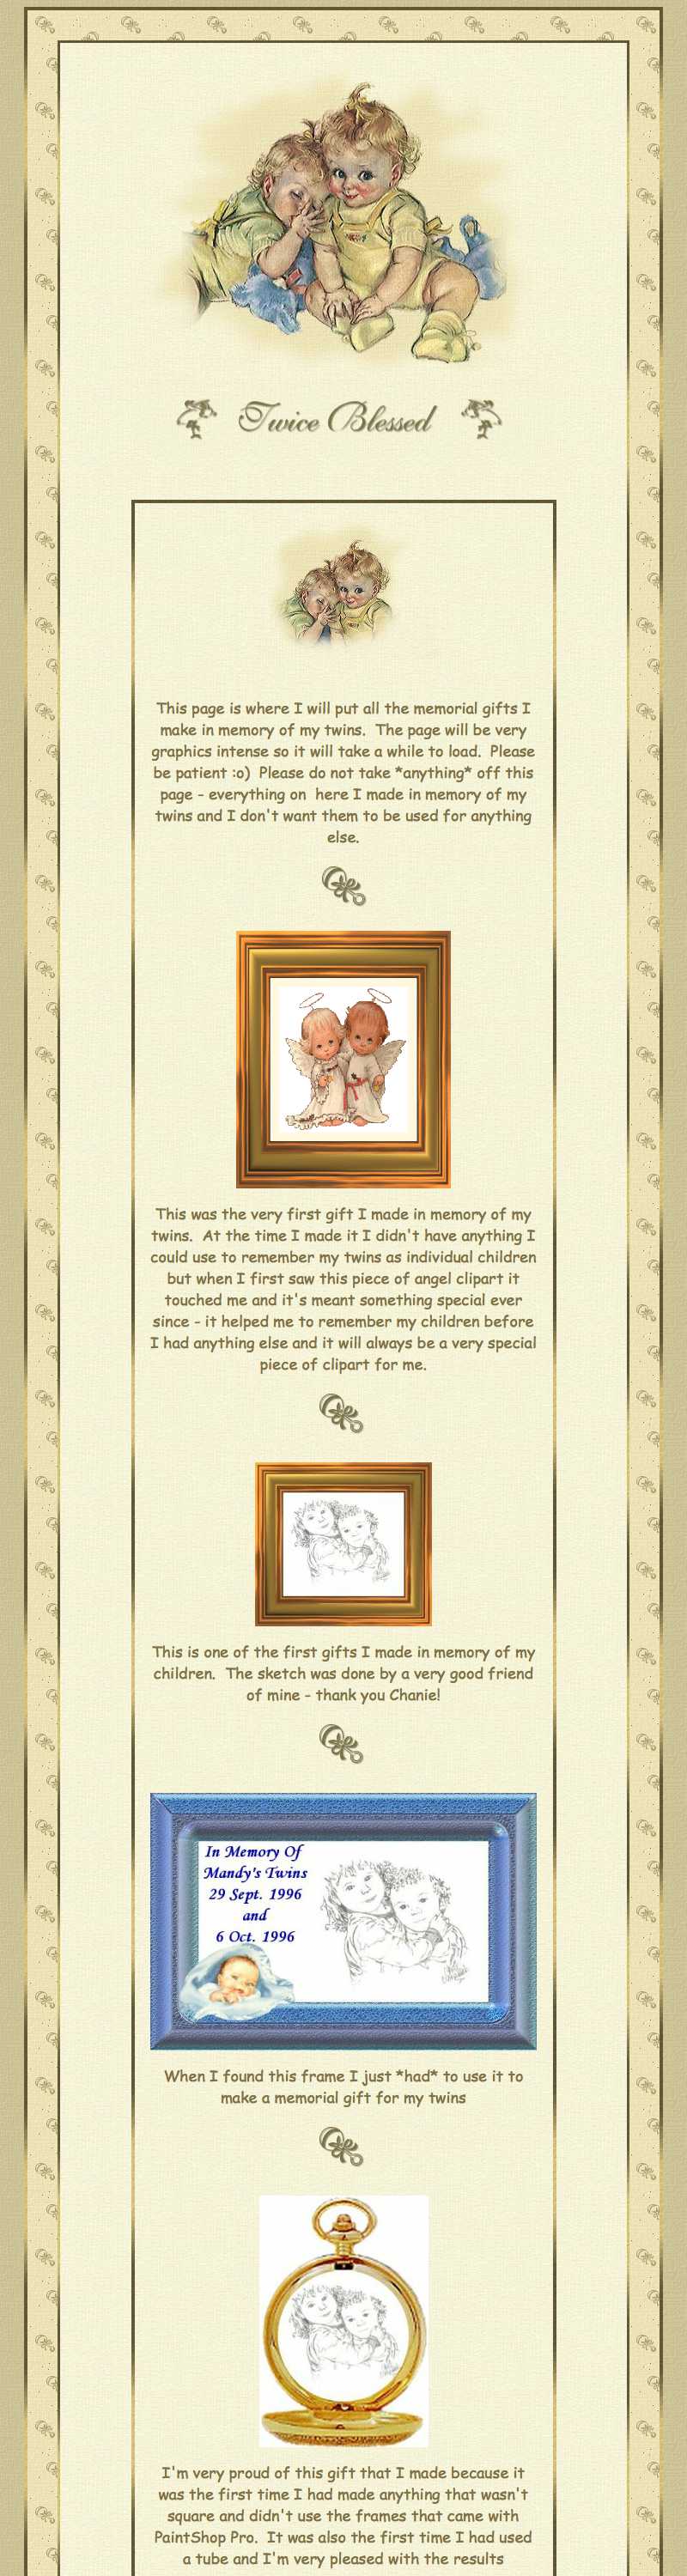 Twice Blessed
This page is where I will put all the memorial gifts I
make in memory of my twins.  The page will be very
graphics intense so it will take a while to load.  Please
be patient :o)  Please do not take *anything* off this
page - everything on  here I made in memory of my
twins and I don't want them to be used for anything
else.
This was the very first gift I made in memory of my
twins.  At the time I made it I didn't have anything I
could use to remember my twins as individual children
but when I first saw this piece of angel clipart it
touched me and it's meant something special ever
since - it helped me to remember my children before
I had anything else and it will always be a very special
piece of clipart for me.
This is one of the first gifts I made in memory of my
children.  The sketch was done by a very good friend
of mine - thank you Chanie!
In Memory Of
Mandy's Twins
29 Sept. 1996
and
6 Oct. 1996
When I found this frame I just *had* to use it to
make a memorial gift for my twins
I'm very proud of this gift that I made because it
was the first time I had made anything that wasn't
square and didn't use the frames that came with
PaintShop Pro.  It was also the first time I had used
a tube and I'm very pleased with the results